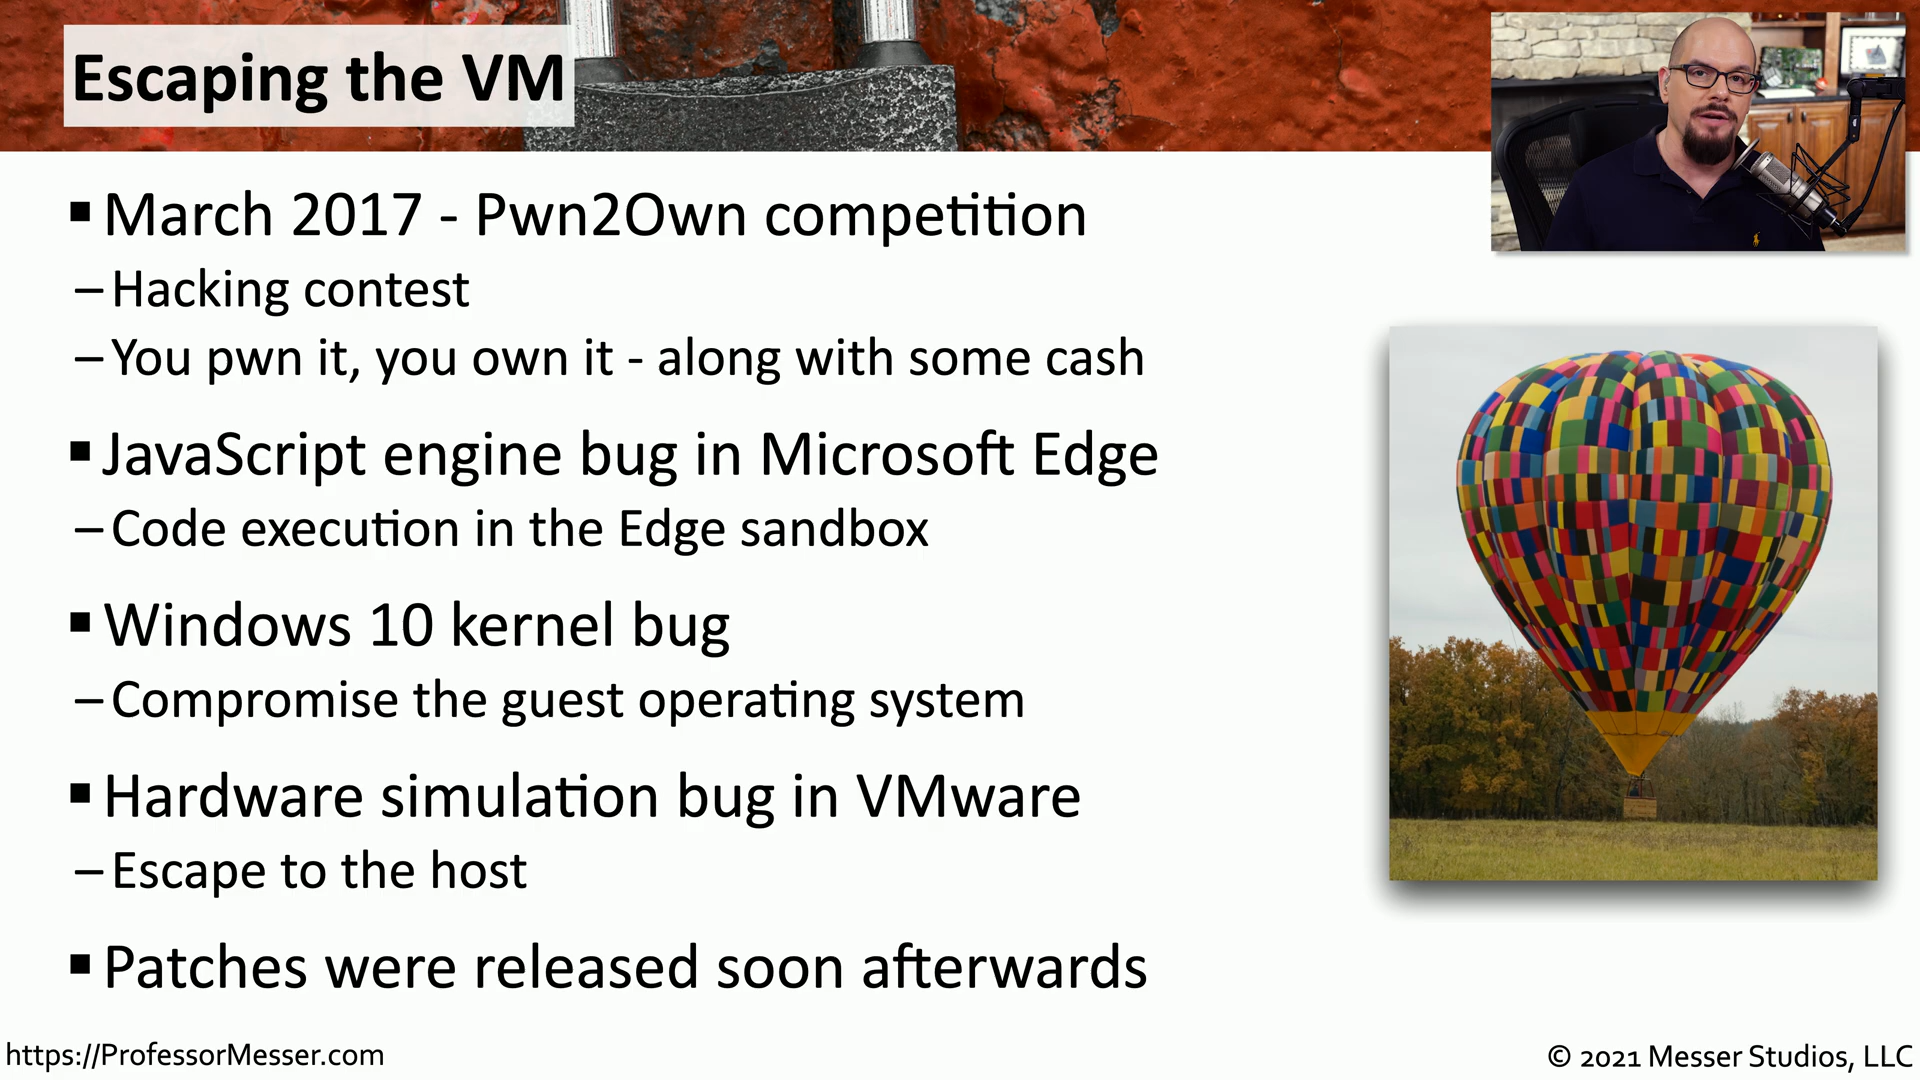 Escaping the VM
▪ March 2017 - Pwn2Own competition
– Hacking contest
– You pwn it, you own it - along with some cash
▪ JavaScript engine bug in Microsoft Edge
– Code execution in the Edge sandbox
▪ Windows 10 kernel bug
– Compromise the guest operating system
▪ Hardware simulation bug in VMware
– Escape to the host
▪ Patches were released soon afterwards
https://ProfessorMesser.com
© 2021 Messer Studios, LLC